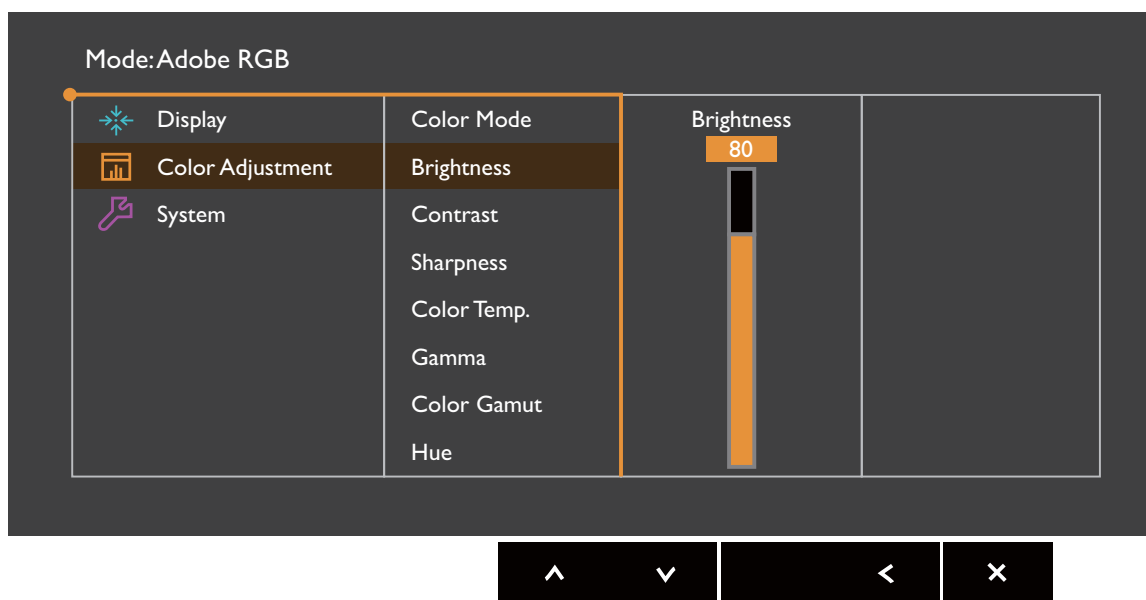 Mode: Adobe RGB
Display
Color Adjustment
System
Color Mode
Brightness
Contrast
Sharpness
Color Temp.
Gamma
Color Gamut
Hue
Brightness
80